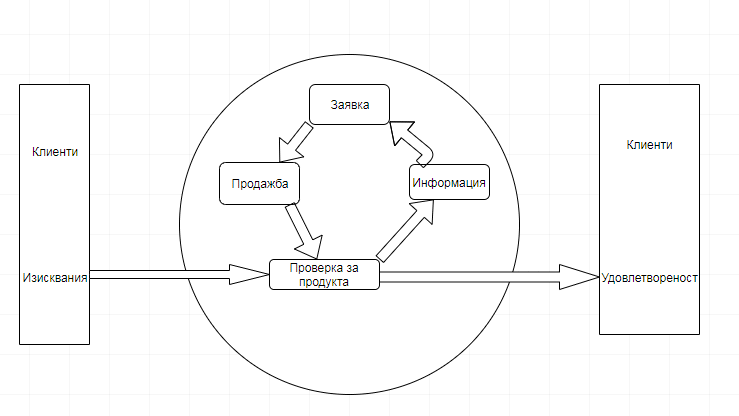 Клиенти
Изисквания
Заявка
Продажба
Информация
Проверка за
продукта
Клиенти
Удовлетвореност